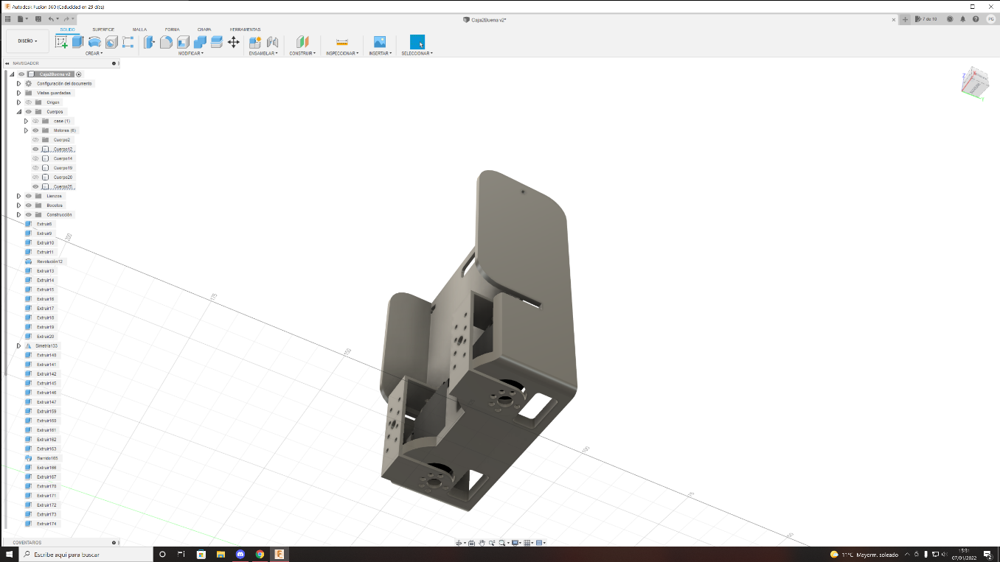 Autodesk Fusion 360 (Caducidad en 29 días)
Caja2Buena v2*
7 de 10
PG
DISEÑO
SÓLIDO
SUPERFICIE
MALLA
FORMA
CHAPA
HERRAMIENTAS
CREAR
MODIFICAR
ENSAMBLAR
CONSTRUIR
INSPECCIONAR
INSERTAR
SELECCIONAR
NAVEGADOR
Caja2Buena v2
Configuración del documento
Vistas guardadas
Origen
Cuerpos
case (1)
Motores (6)
Cuerpo2
Cuerpo12
Cuerpo14
Cuerpo19
Cuerpo20
Cuerpo25
Lienzos
Bocetos
Construcción
Extruir8
Extruir9
Extruir10
Extruir11
Revolución12
Extruir13
Extruir14
Extruir15
Extruir16
Extruir17
Extruir18
Extruir19
Extruir20
Simetría133
Extruir140
Extruir141
Extruir142
Extruir145
Extruir146
Extruir147
Extruir159
Extruir160
Extruir161
Extruir162
Extruir163
Barrido165
Extruir166
Extruir167
Extruir170
Extruir171
Extruir172
Extruir173
Extruir174
200
175
150
100
75
50
Z
X
Y
COMENTARIOS
Escribe aquí para buscar
11°C Mayorm. soleado
15:31
07/01/2022
2